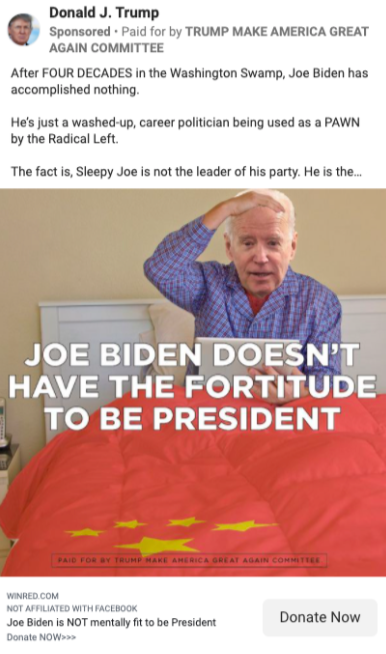 Donald J. Trump
Sponsored · Paid for by TRUMP MAKE AMERICA GREAT
AGAIN COMMITTEE
After FOUR DECADES in the Washington Swamp, Joe Biden has
accomplished nothing.
He's just a washed-up, career politician being used as a PAWN
by the Radical Left.
The fact is, Sleepy Joe is not the leader of his party. He is the...
JOE BIDEN DOESN'T
HAVE THE FORTITUDE
TO BE PRESIDENT
PAID FOR BY TRUMP MAKE AMERICA GREAT AGAIN COMMITTEE
WINRED.COM
NOT AFFILIATED WITH FACEBOOK
Joe Biden is NOT mentally fit to be President
Donate NOW>>>
Donate Now